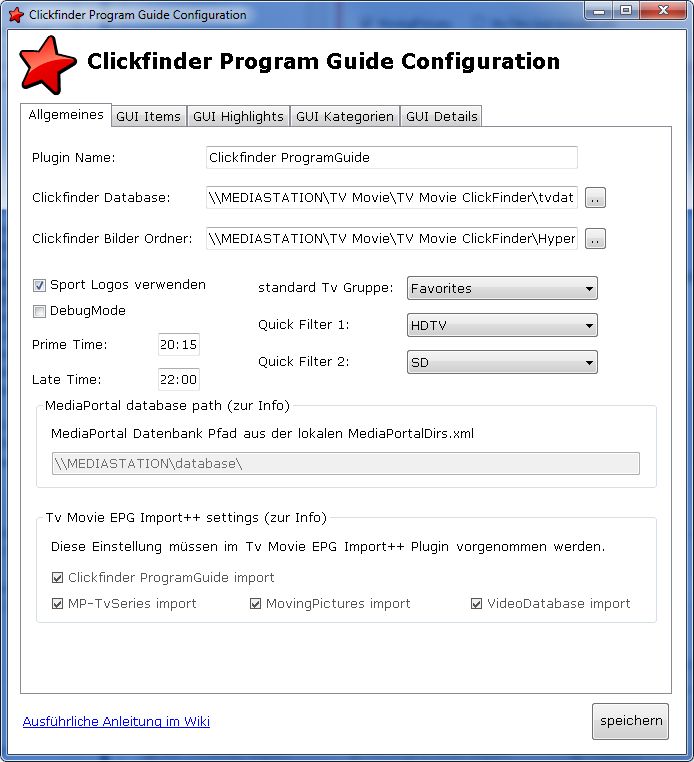 Clickfinder Program Guide Configuration
Clickfinder Program Guide Configuration
Allgemeines GUI Items GUI Highlights GUI Kategorien GUI Details
Plugin Name: Clickfinder ProgramGuide
Clickfinder Database: \\MEDIASTATION\TV Movie\TV Movie ClickFinder\tvdat ..
Clickfinder Bilder Ordner: \\MEDIASTATION\TV Movie\TV Movie ClickFinder\Hyper ..
Sport Logos verwenden standard Tv Gruppe: Favorites
DebugMode
Quick Filter 1: HDTV
Prime Time: 20:15
Quick Filter 2: SD
Late Time: 22:00
MediaPortal database path (zur Info)
MediaPortal Datenbank Pfad aus der lokalen MediaPortalDirs.xml
\\MEDIASTATION\database\
Tv Movie EPG Import++ settings (zur Info)
Diese Einstellung müssen im Tv Movie EPG Import++ Plugin vorgenommen werden.
Clickfinder ProgramGuide import
MP-TvSeries import MovingPictures import VideoDatabase import
Ausführliche Anleitung im Wiki speichern